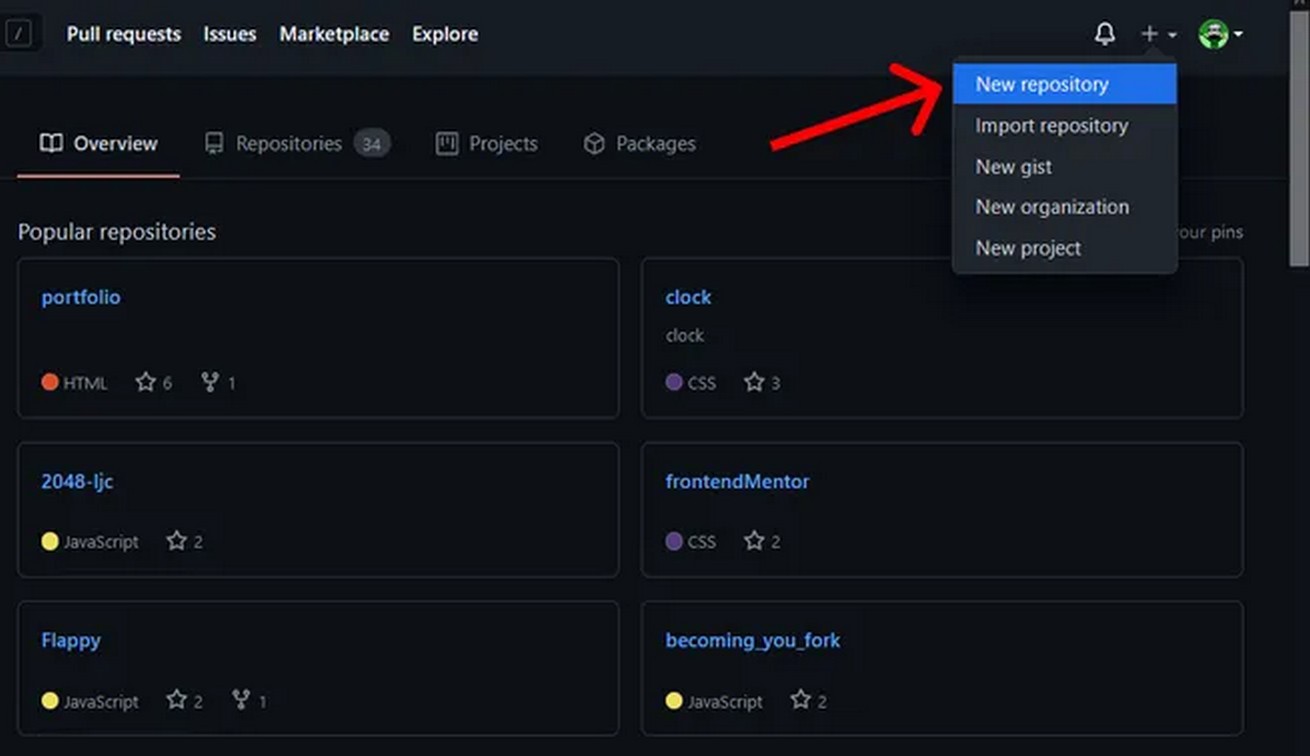 / Pull requests Issues Marketplace Explore
New repository
Import repository
New gist
New organization
New project
Overview Repositories 34 Projects Packages
Popular repositories
our pins
portfolio
HTML 6 1
clock
clock
CSS 3
2048-ljc
JavaScript 2
frontendMentor
CSS 2
Flappy
JavaScript 2 1
becoming_you_fork
JavaScript 2